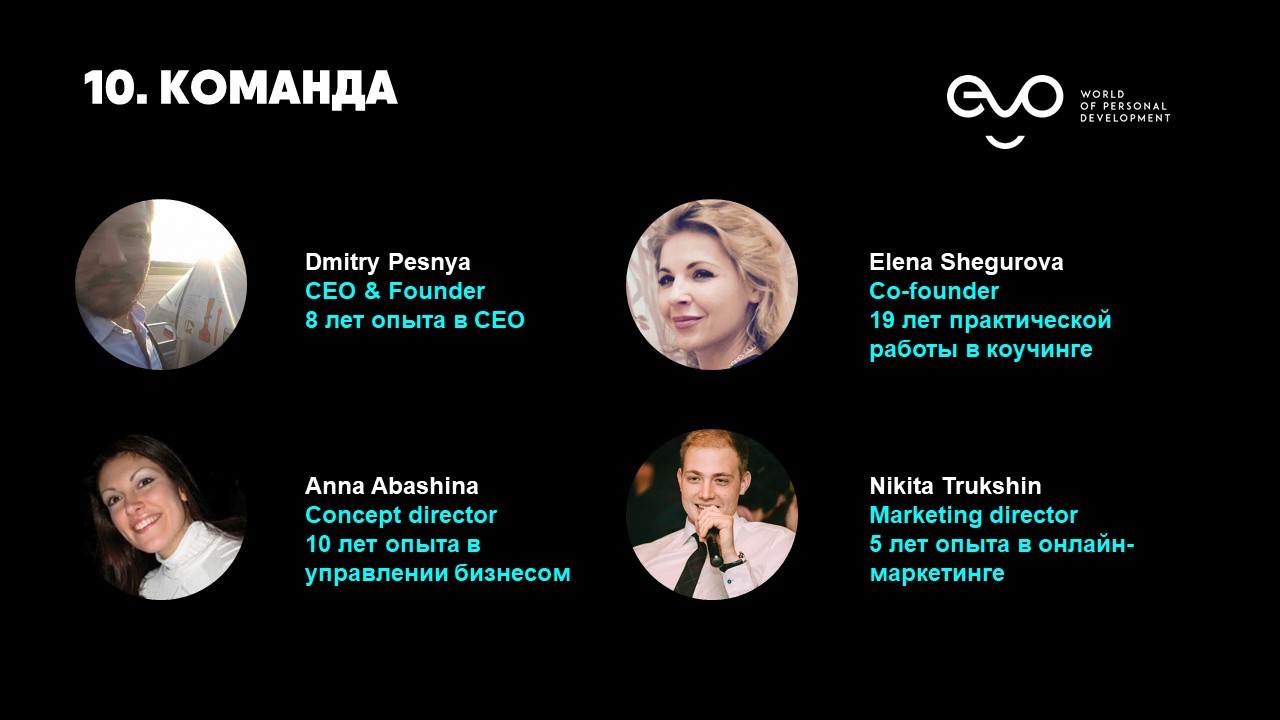 10. КОМАНДА
evo
WORLD
OF PERSONAL
DEVELOPMENT
Dmitry Pesnya
CEO & Founder
8 лет опыта в CEO
Elena Shegurova
Co-founder
19 лет практической
работы в коучинге
Anna Abashina
Concept director
10 лет опыта в
управлении бизнесом
Nikita Trukshin
Marketing director
5 лет опыта в онлайн-
маркетинге